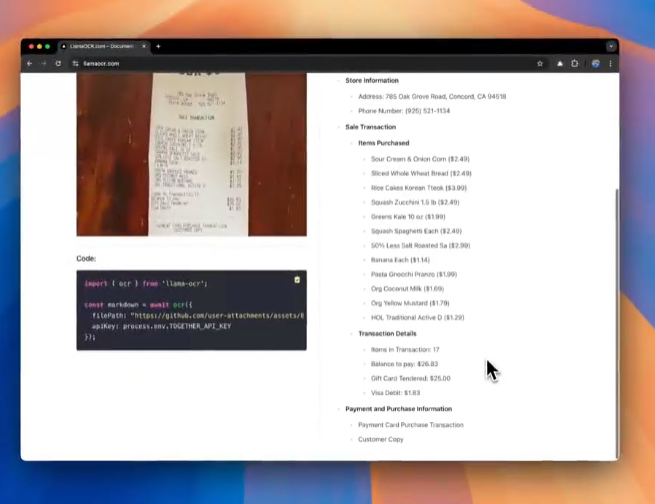 LlamaOCR.com – Documen
llamaocr.com
Code:
import { ocr } from 'llama-ocr';
const markdown = await ocr({
filePath: "https://github.com/user-attachments/assets/
apiKey: process.env.TOGETHER_API_KEY
});
Store Information
Address: 785 Oak Grove Road, Concord, CA 94518
Phone Number: (925) 521-1134
Sale Transaction
Items Purchased
Sour Cream & Onion Corn ($2.49)
Sliced Whole Wheat Bread ($2.49)
Rice Cakes Korean Tteok ($3.99)
Squash Zucchini 1.5 lb ($2.49)
Greens Kale 10 oz ($1.99)
Squash Spaghetti Each ($2.49)
50% Less Salt Roasted Sa ($2.99)
Banana Each ($1.14)
Pasta Gnocchi Pranzo ($1.99)
Org Coconut Milk ($1.69)
Org Yellow Mustard ($1.79)
HOL Traditional Active D ($1.29)
Transaction Details
Items in Transaction: 17
Balance to pay: $26.83
Gift Card Tendered: $25.00
Visa Debit: $1.83
Payment and Purchase Information
Payment Card Purchase Transaction
Customer Copy